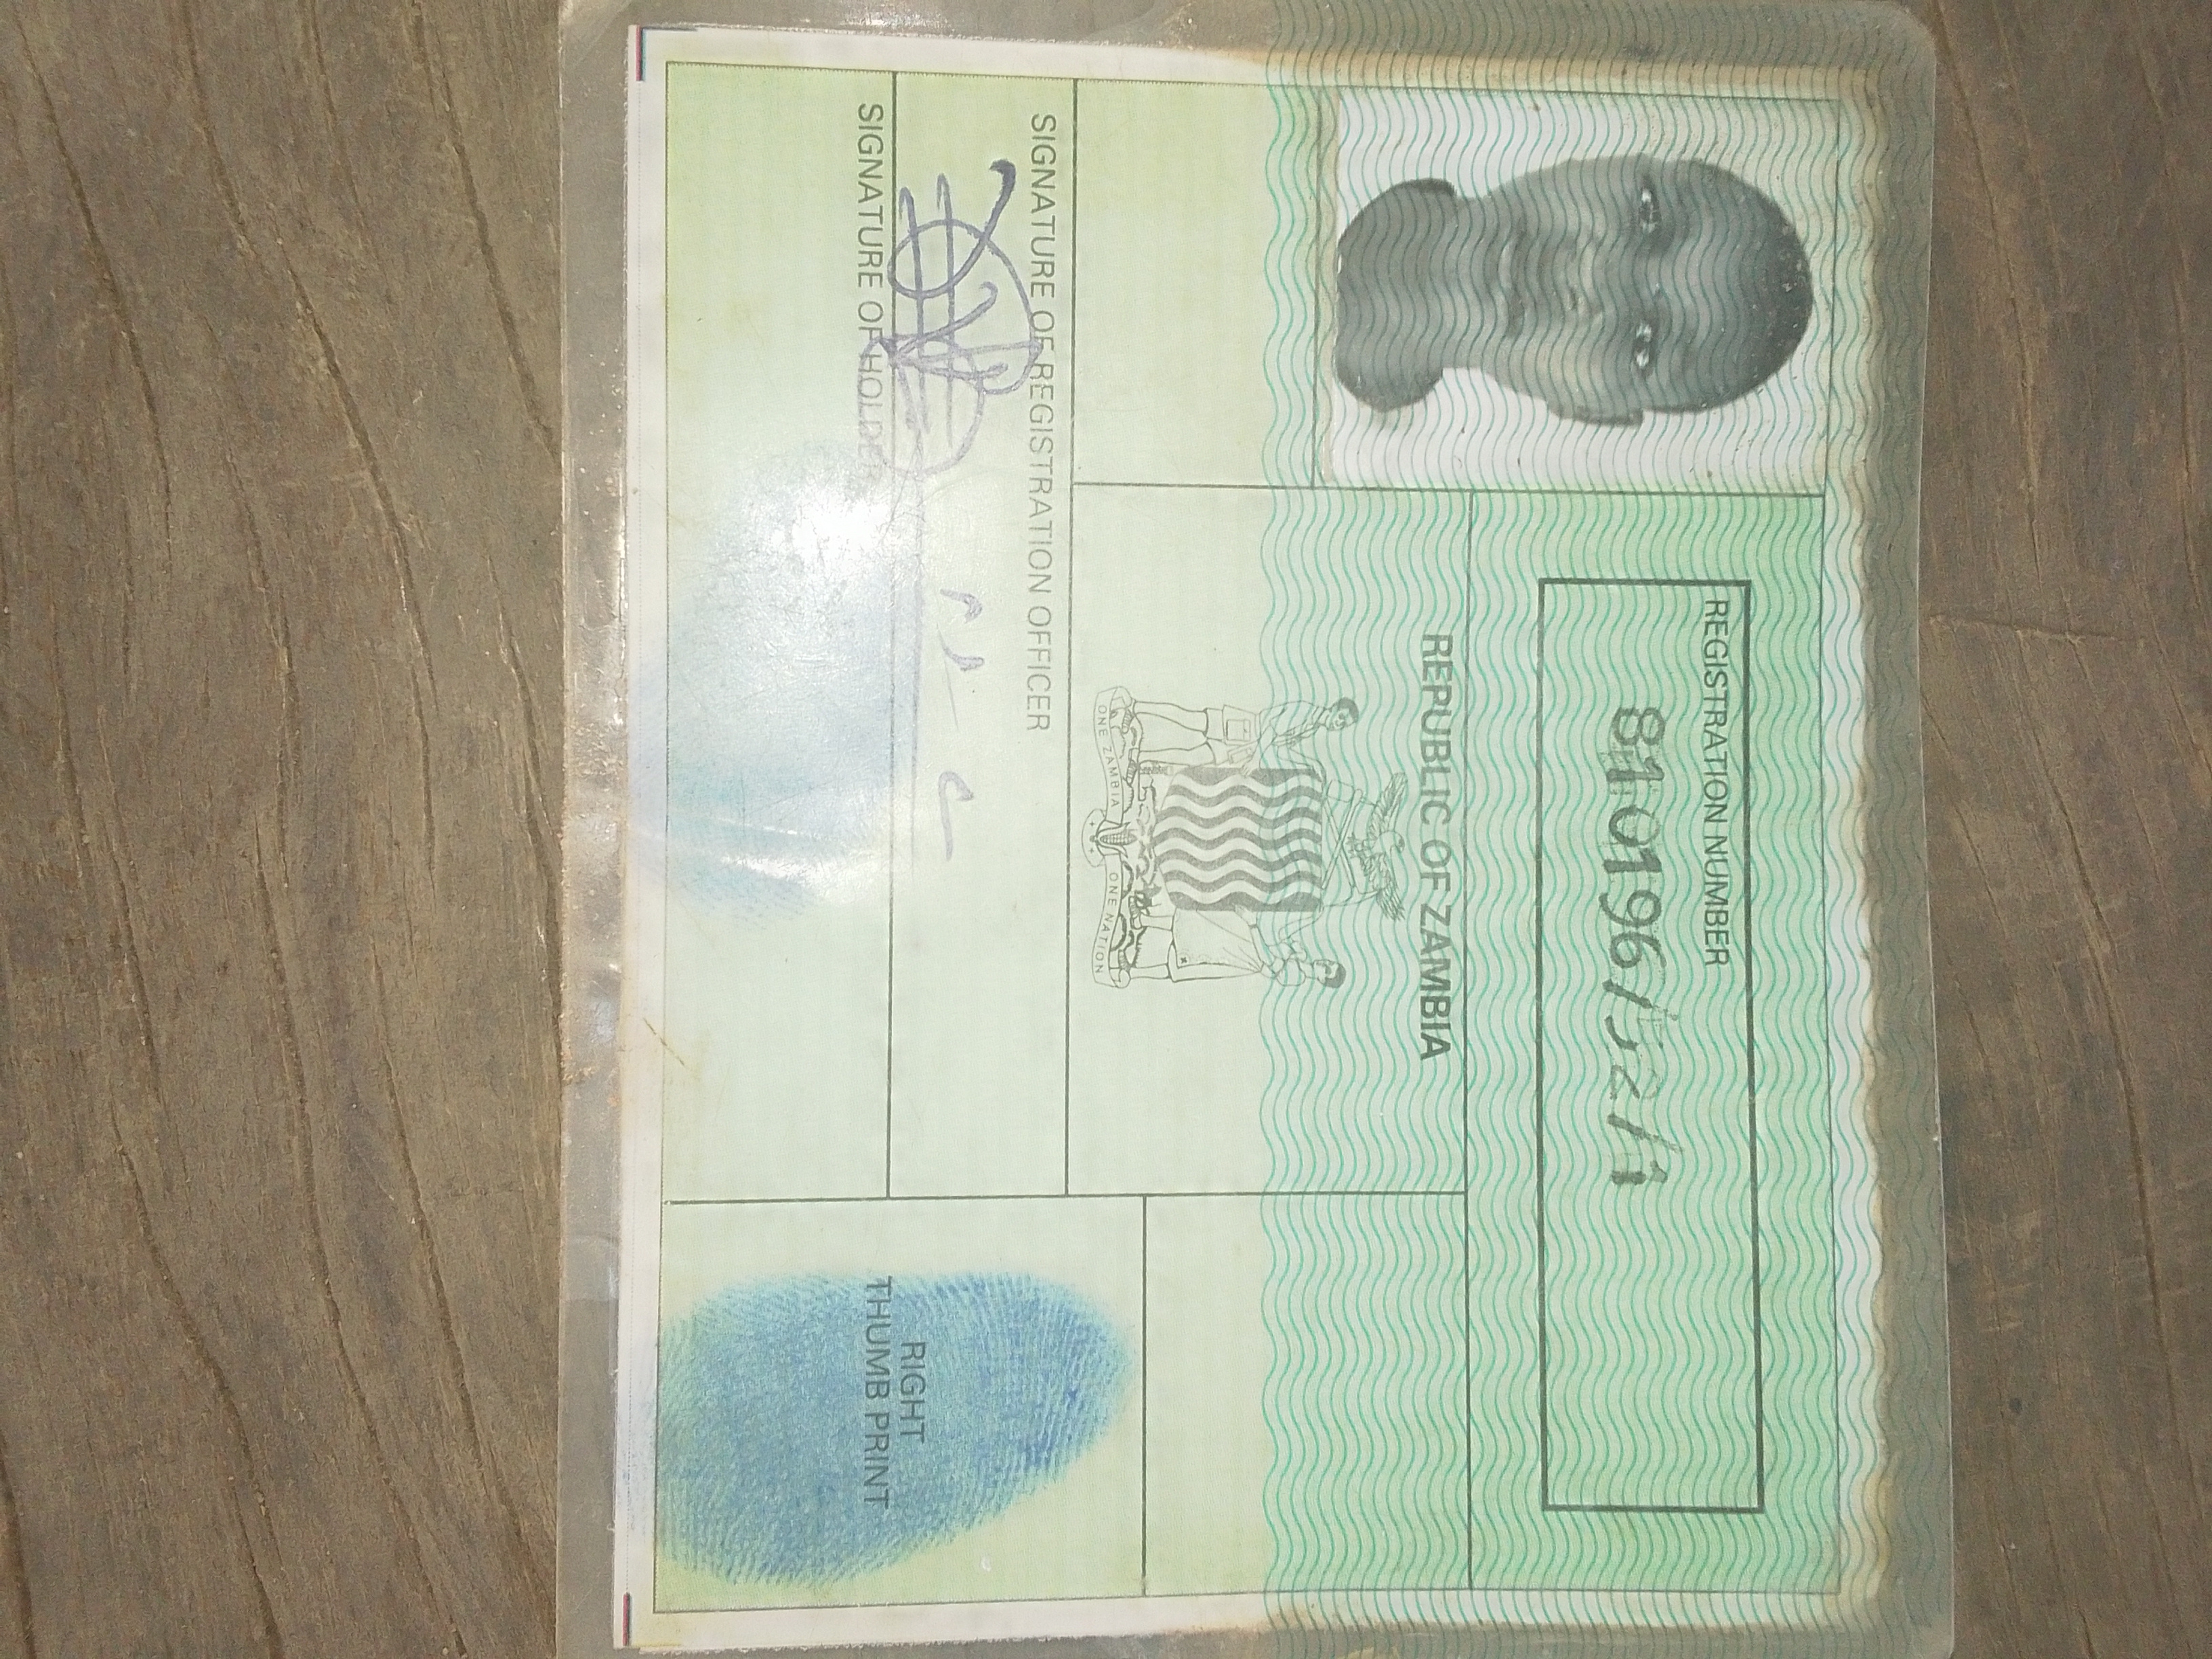 REGISTRATION NUMBER
810196/52/1
REPUBLIC OF ZAMBIA
ONE ZAMBIA ONE NATION
SIGNATURE OF REGISTRATION OFFICER
SIGNATURE OF HOLDER
RIGHT
THUMB PRINT